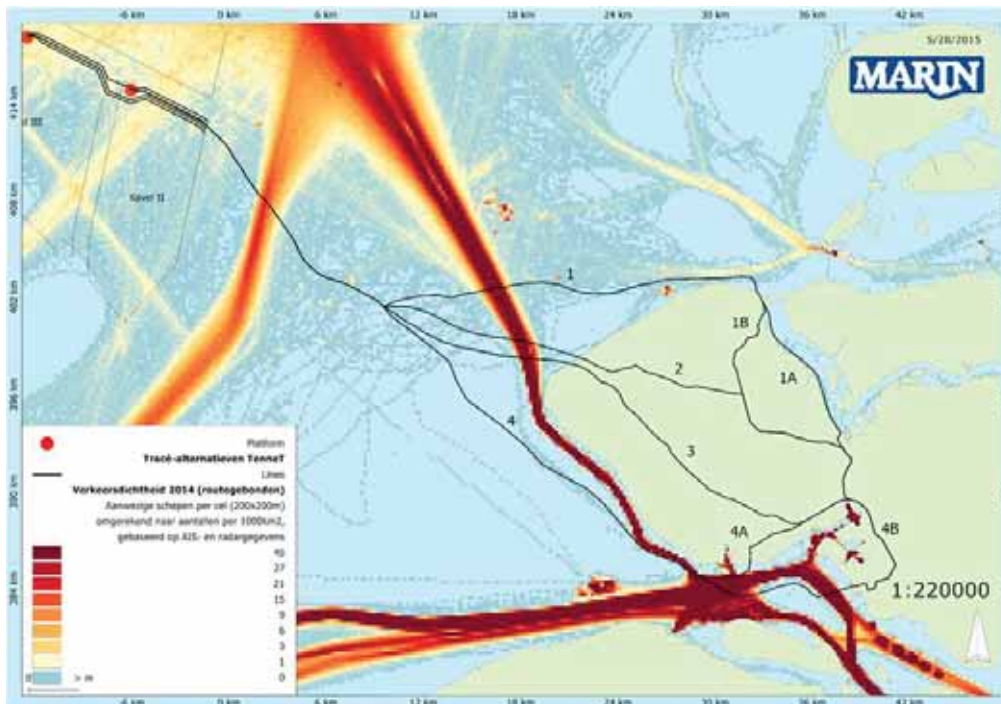 -6 km 0 km 6 km 12 km 18 km 24 km 30 km 36 km 42 km
5/28/2015
MARIN
414 km
408 km
402 km
396 km
390 km
384 km
III
Kavel II
1
1B
1A
2
3
4
4A
4B
1:220000
Platform
Tracé-alternatieven TenneT
Lines
Verkeersdichtheid 2014 (routegebonden)
Aanwezige schepen per cel (200x200m)
omgerekend naar aantallen per 1000km2,
gebaseerd op AIS- en radargegevens
27
21
15
9
6
3
1
0
-6 km 0 km 6 km 12 km 18 km 24 km 30 km 36 km 42 km